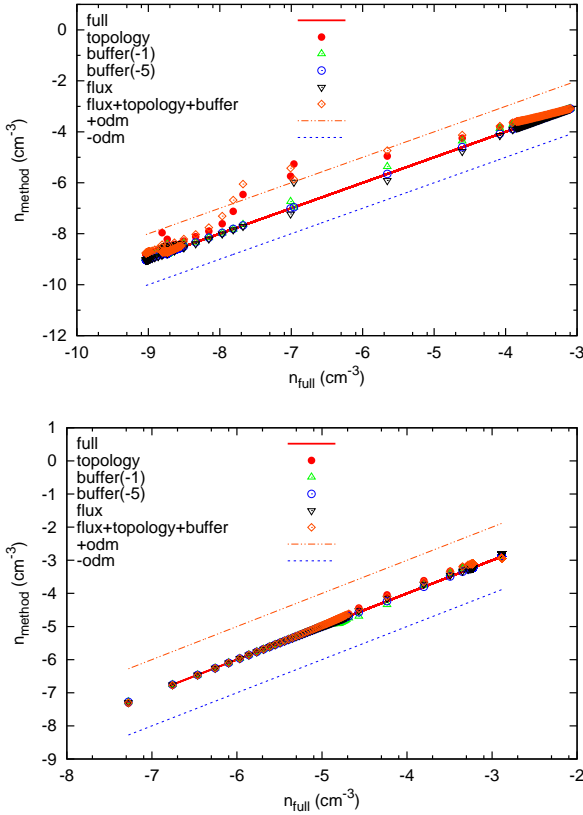 full
topology
buffer(-1)
buffer(-5)
flux
flux+topology+buffer
+odm
-odm
0
-2
-4
-6
-8
-10
-12
n_method (cm^-3)
-10 -9 -8 -7 -6 -5 -4 -3
n_full (cm^-3)
full
topology
buffer(-1)
buffer(-5)
flux
flux+topology+buffer
+odm
-odm
1
0
-1
-2
-3
-4
-5
-6
-7
-8
-9
n_method (cm^-3)
-8 -7 -6 -5 -4 -3 -2
n_full (cm^-3)